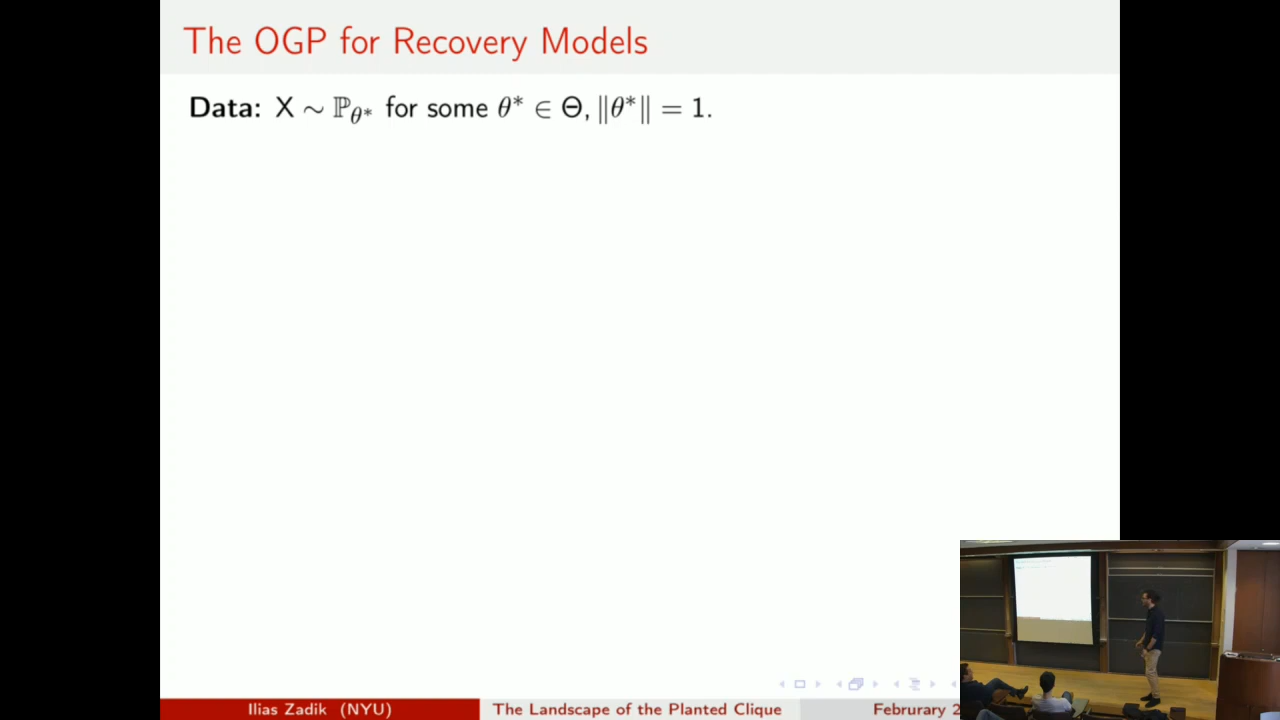 The OGP for Recovery Models
Data: X ∼ ℙ_θ* for some θ* ∈ Θ, ‖θ*‖ = 1.
Ilias Zadik (NYU) The Landscape of the Planted Clique Februrary 2